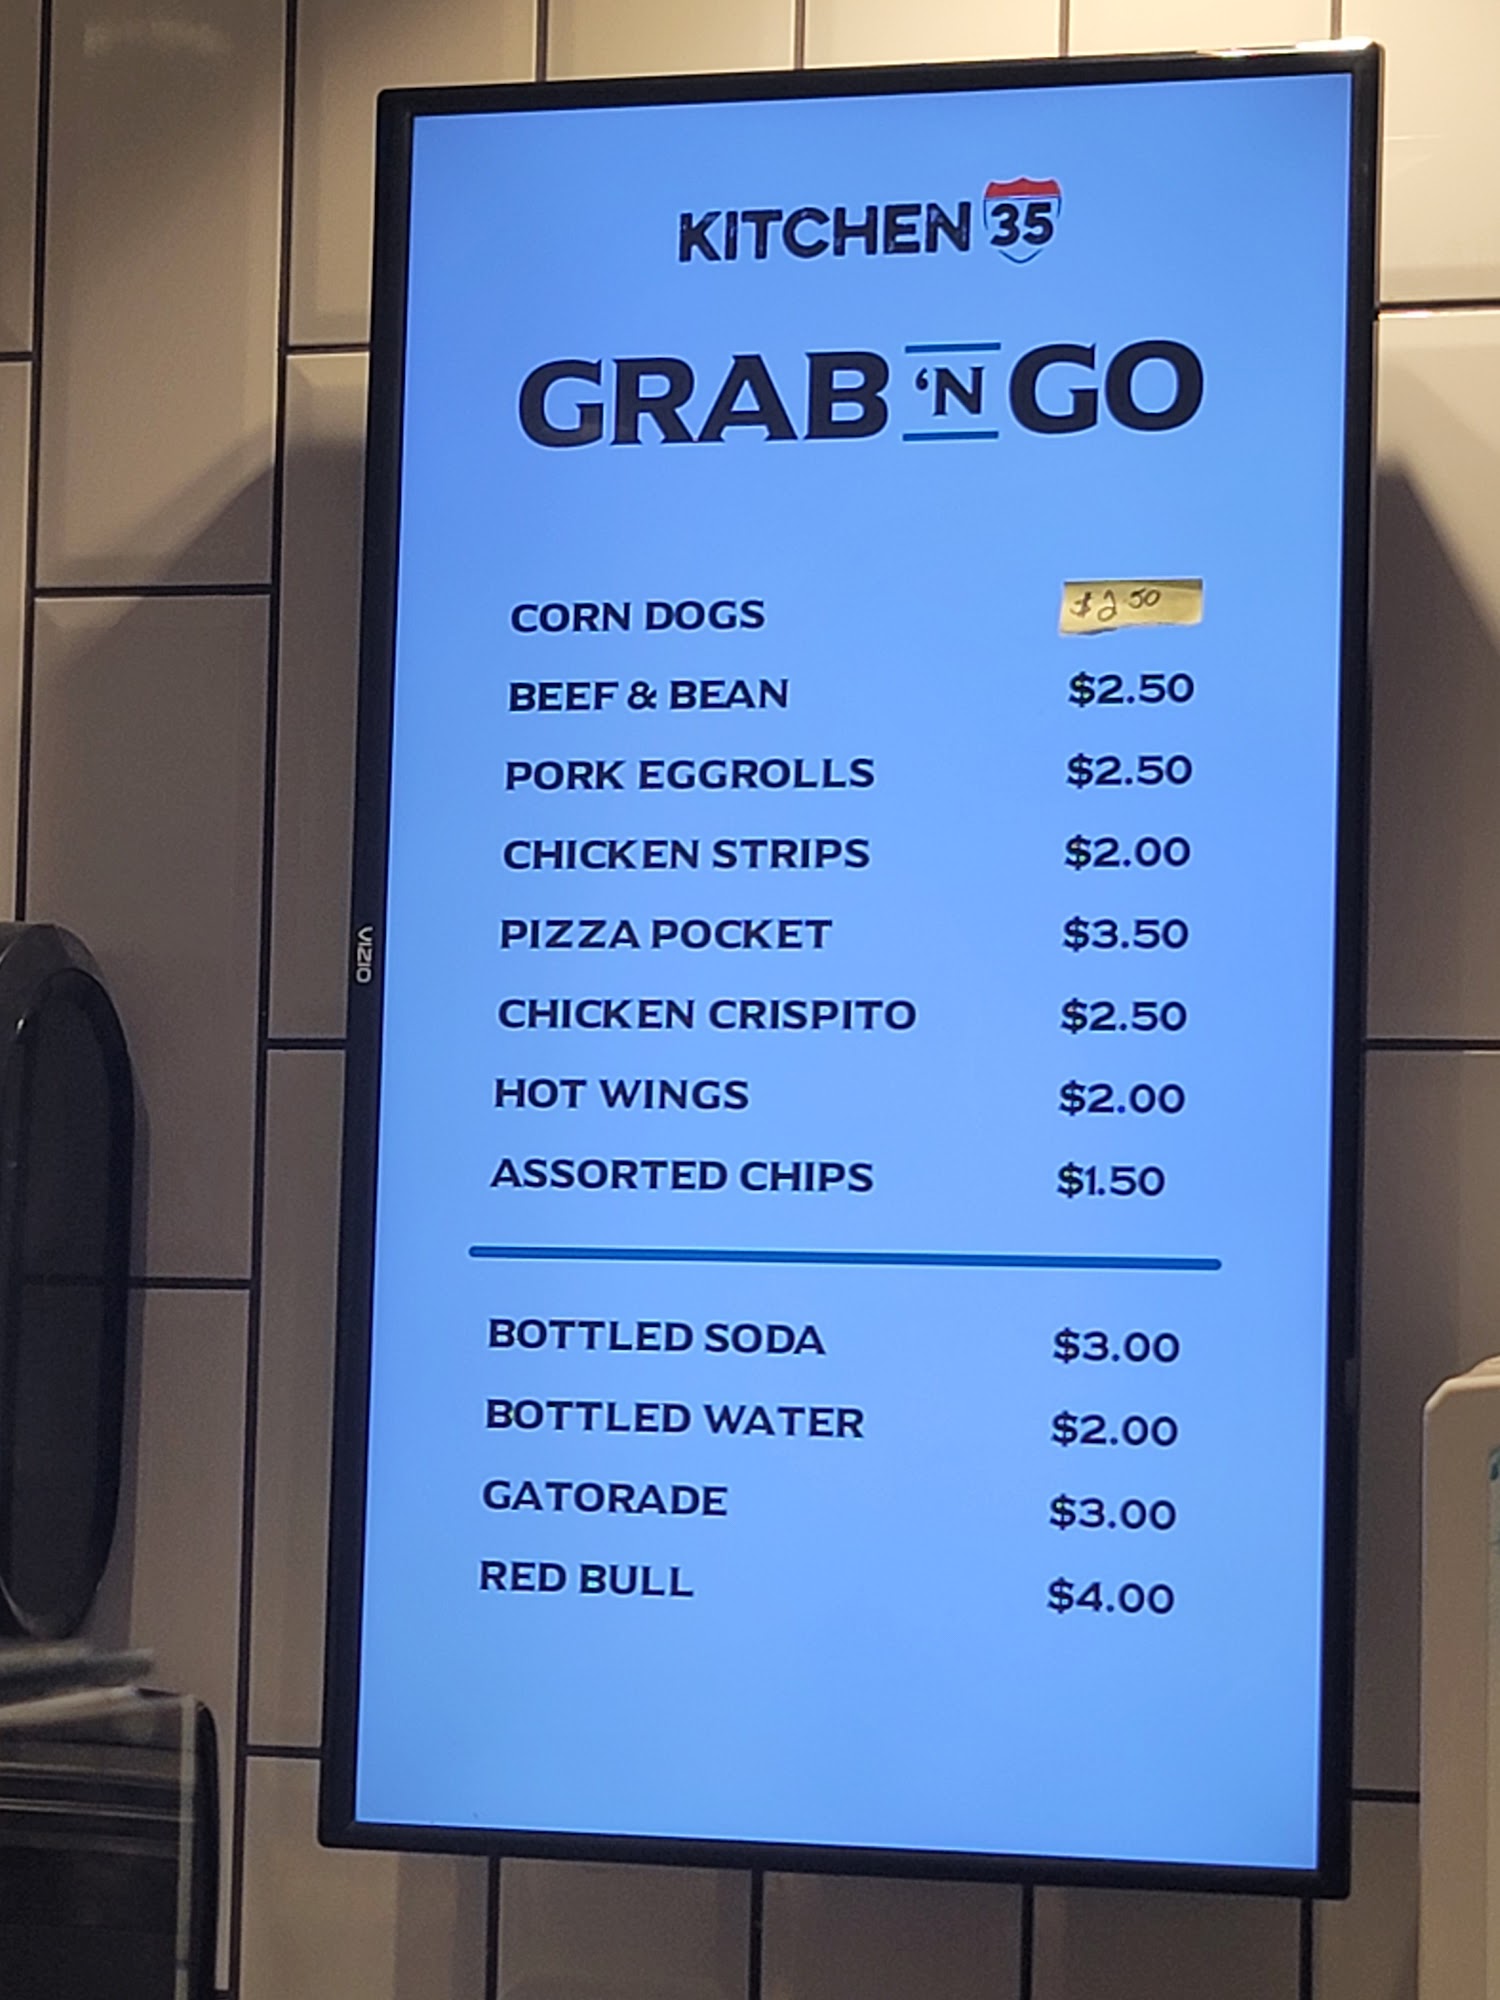 KITCHEN 35
GRAB 'N GO
CORN DOGS $2.50
BEEF & BEAN $2.50
PORK EGGROLLS $2.50
CHICKEN STRIPS $2.00
PIZZA POCKET $3.50
CHICKEN CRISPITO $2.50
HOT WINGS $2.00
ASSORTED CHIPS $1.50
BOTTLED SODA $3.00
BOTTLED WATER $2.00
GATORADE $3.00
RED BULL $4.00
VIZIO